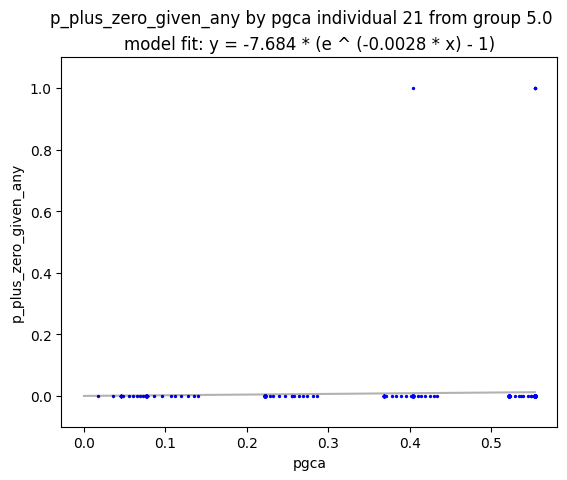 p_plus_zero_given_any by pgca individual 21 from group 5.0
model fit: y = -7.684 * (e ^ (-0.0028 * x) - 1)
1.0
0.8
0.6
0.4
0.2
0.0
p_plus_zero_given_any
0.0 0.1 0.2 0.3 0.4 0.5
pgca